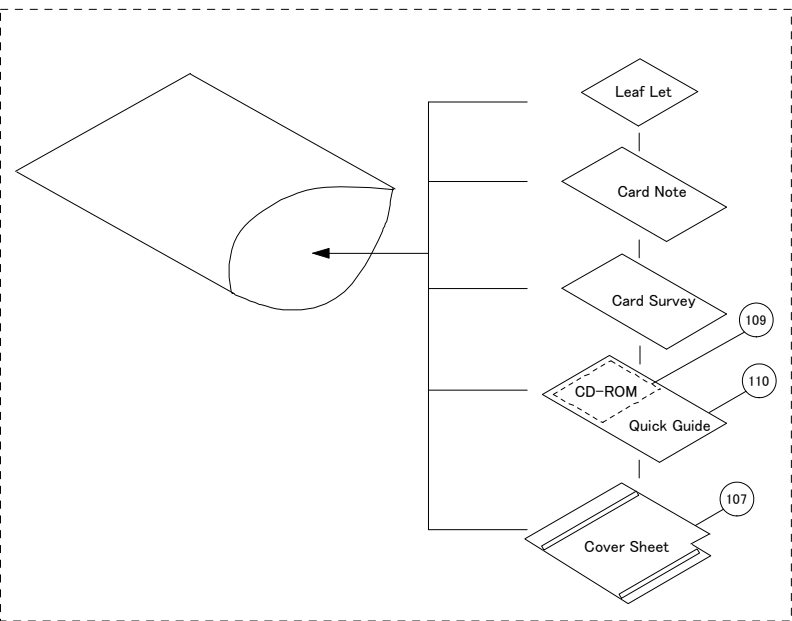 Leaf Let
Card Note
Card Survey
109
CD-ROM
110
Quick Guide
107
Cover Sheet